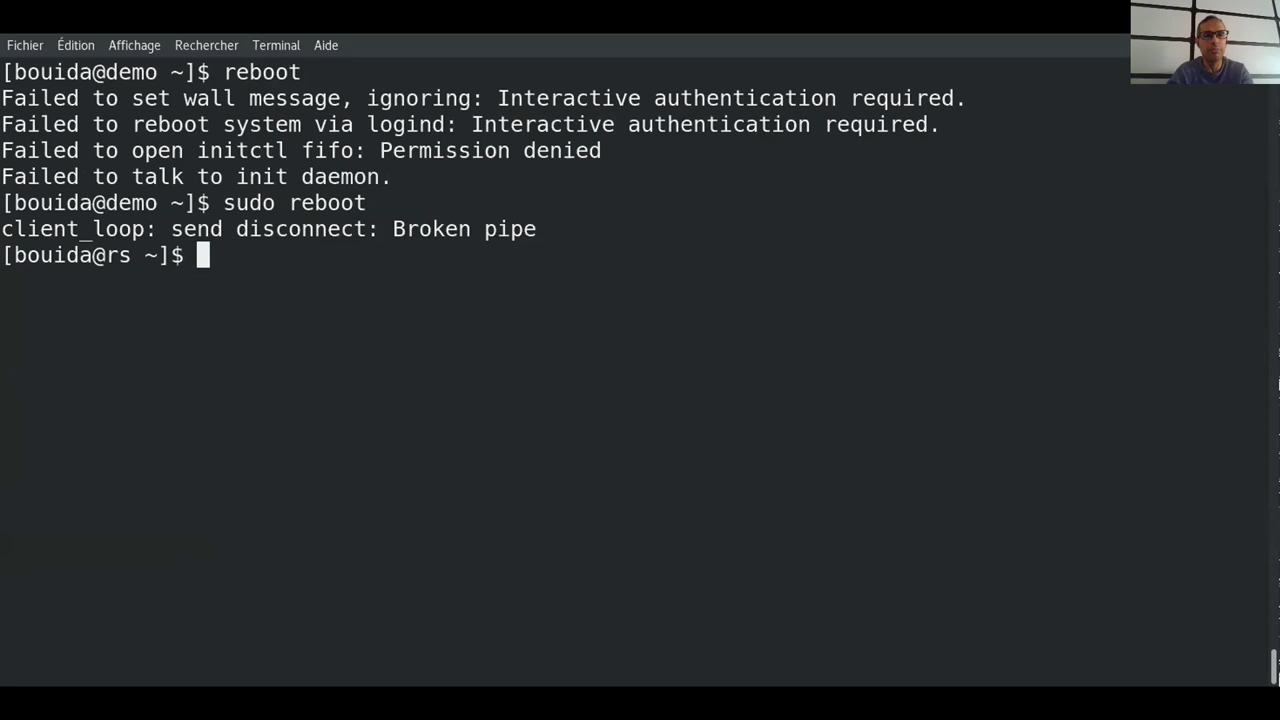 Fichier Édition Affichage Rechercher Terminal Aide
[bouida@demo ~]$ reboot
Failed to set wall message, ignoring: Interactive authentication required.
Failed to reboot system via logind: Interactive authentication required.
Failed to open initctl fifo: Permission denied
Failed to talk to init daemon.
[bouida@demo ~]$ sudo reboot
client_loop: send disconnect: Broken pipe
[bouida@rs ~]$